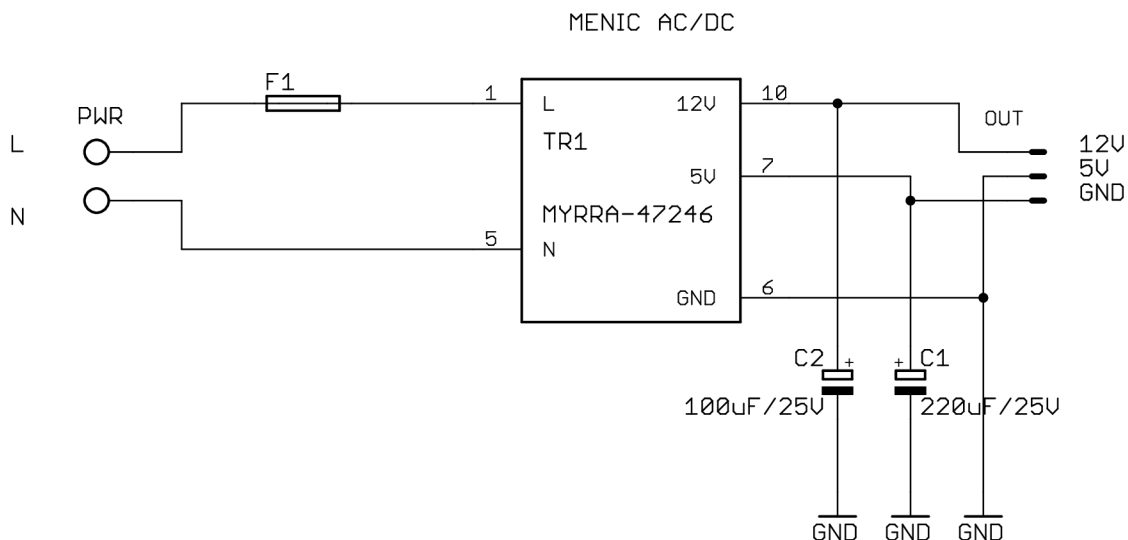 MENIC AC/DC
F1
PWR
L
N
1
5
L
TR1
MYRRA-47246
N
12V
5V
GND
10
7
6
OUT
12V
5V
GND
C2
+
100uF/25V
+
C1
220uF/25V
GND
GND
GND